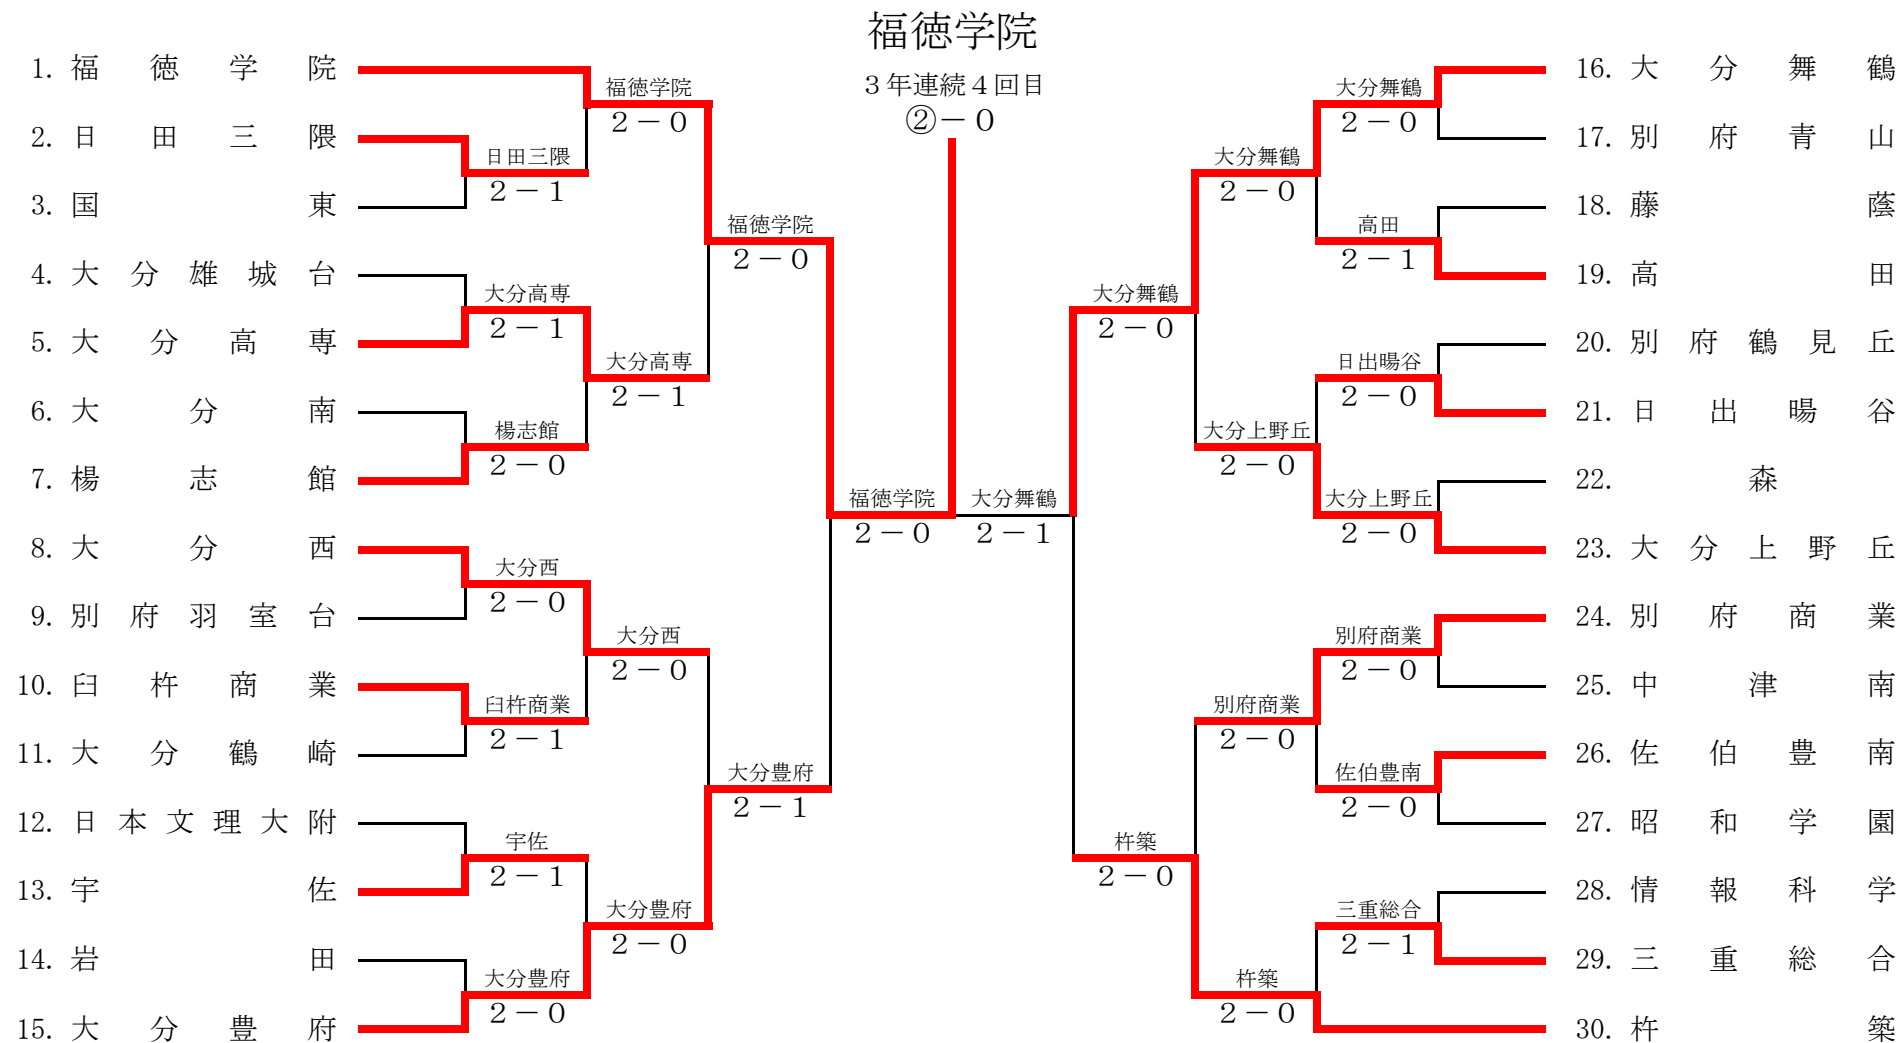 福徳学院
３年連続４回目
②－０
1. 福徳学院
2. 日田三隈
3. 国東
4. 大分雄城台
5. 大分高専
6. 大分南
7. 楊志館
8. 大分西
9. 別府羽室台
10. 臼杵商業
11. 大分鶴崎
12. 日本文理大附
13. 宇佐
14. 岩田
15. 大分豊府
日田三隈
２－１
大分高専
２－１
楊志館
２－０
大分西
２－０
臼杵商業
２－１
宇佐
２－１
大分豊府
２－０
福徳学院
２－０
大分高専
２－１
大分西
２－０
大分豊府
２－０
福徳学院
２－０
大分豊府
２－１
福徳学院
２－０
大分舞鶴
２－１
大分舞鶴
２－０
杵築
２－０
大分舞鶴
２－０
大分上野丘
２－０
別府商業
２－０
杵築
２－０
大分舞鶴
２－０
高田
２－１
日出暘谷
２－０
大分上野丘
２－０
別府商業
２－０
佐伯豊南
２－０
三重総合
２－１
16. 大分舞鶴
17. 別府青山
18. 藤蔭
19. 高田
20. 別府鶴見丘
21. 日出暘谷
22. 森
23. 大分上野丘
24. 別府商業
25. 中津南
26. 佐伯豊南
27. 昭和学園
28. 情報科学
29. 三重総合
30. 杵築